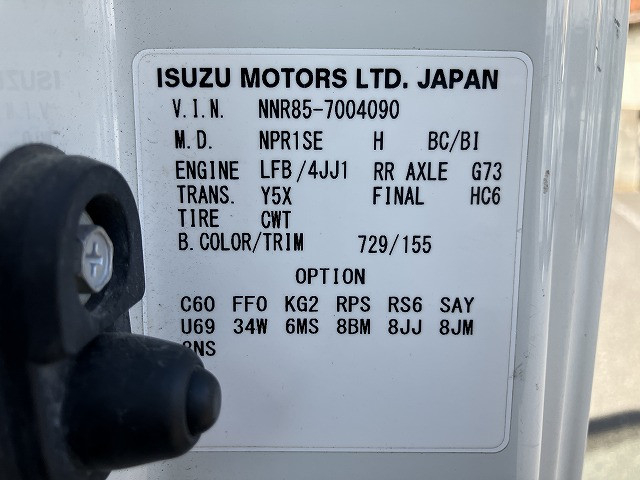 ISUZU MOTORS LTD. JAPAN
V.I.N. NNR85-7004090
M.D. NPR1SE H BC/BI
ENGINE LFB/4JJ1 RR AXLE G73
TRANS. Y5X FINAL HC6
TIRE CWT
B.COLOR/TRIM 729/155
OPTION
C60 FF0 KG2 RPS RS6 SAY
U69 34W 6MS 8BM 8JJ 8JM